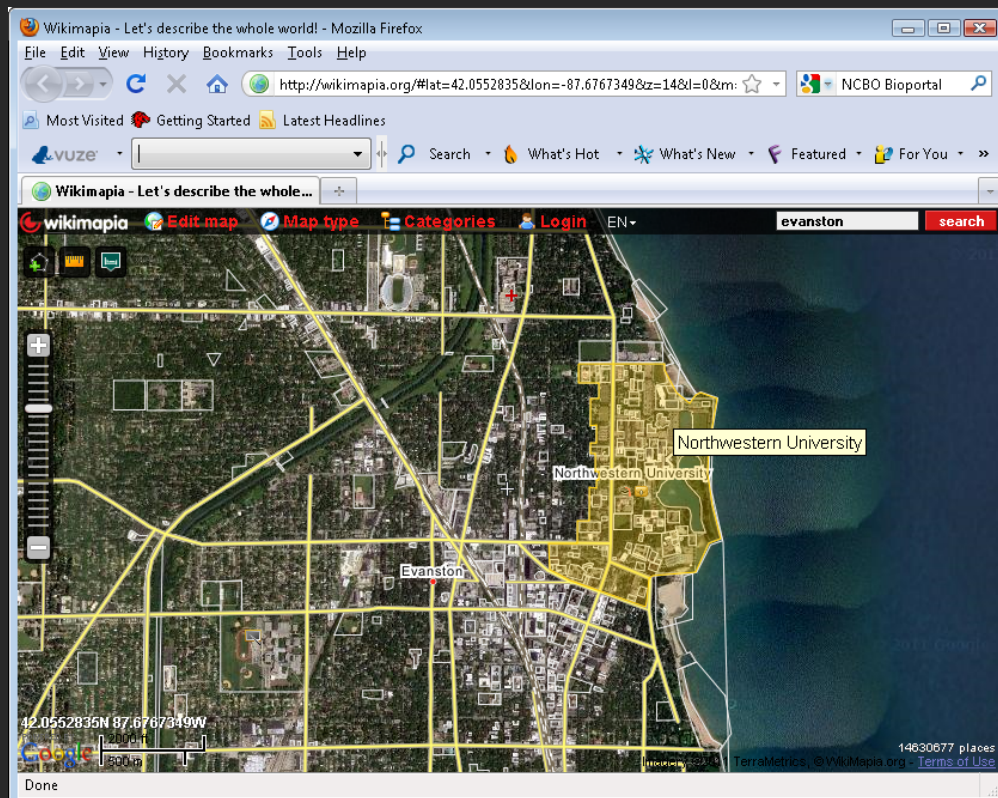 Wikimapia - Let's describe the whole world! - Mozilla Firefox
File Edit View History Bookmarks Tools Help
http://wikimapia.org/#lat=42.0552835&lon=-87.6767349&z=14&l=0&m: NCBO Bioportal
Most Visited Getting Started Latest Headlines
vuze Search What's Hot What's New Featured For You »
Wikimapia - Let's describe the whole...
wikimapia Edit map Map type Categories Login EN evanston search
Northwestern University
Northwestern University
Evanston
42.0552835N 87.6767349W
2000 ft
14630677 places
Google 500 m Imagery TerraMetrics, © WikiMapia.org - Terms of Use
Done